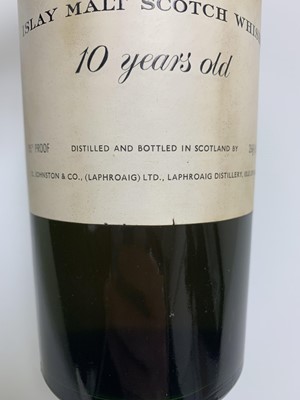 ISLAY MALT SCOTCH
10 years old
PROOF DISTILLED AND BOTTLED IN SCOTLAND BY
JOHNSTON & CO., (LAPHROAIG) LTD., LAPHROAIG DISTILLERY,